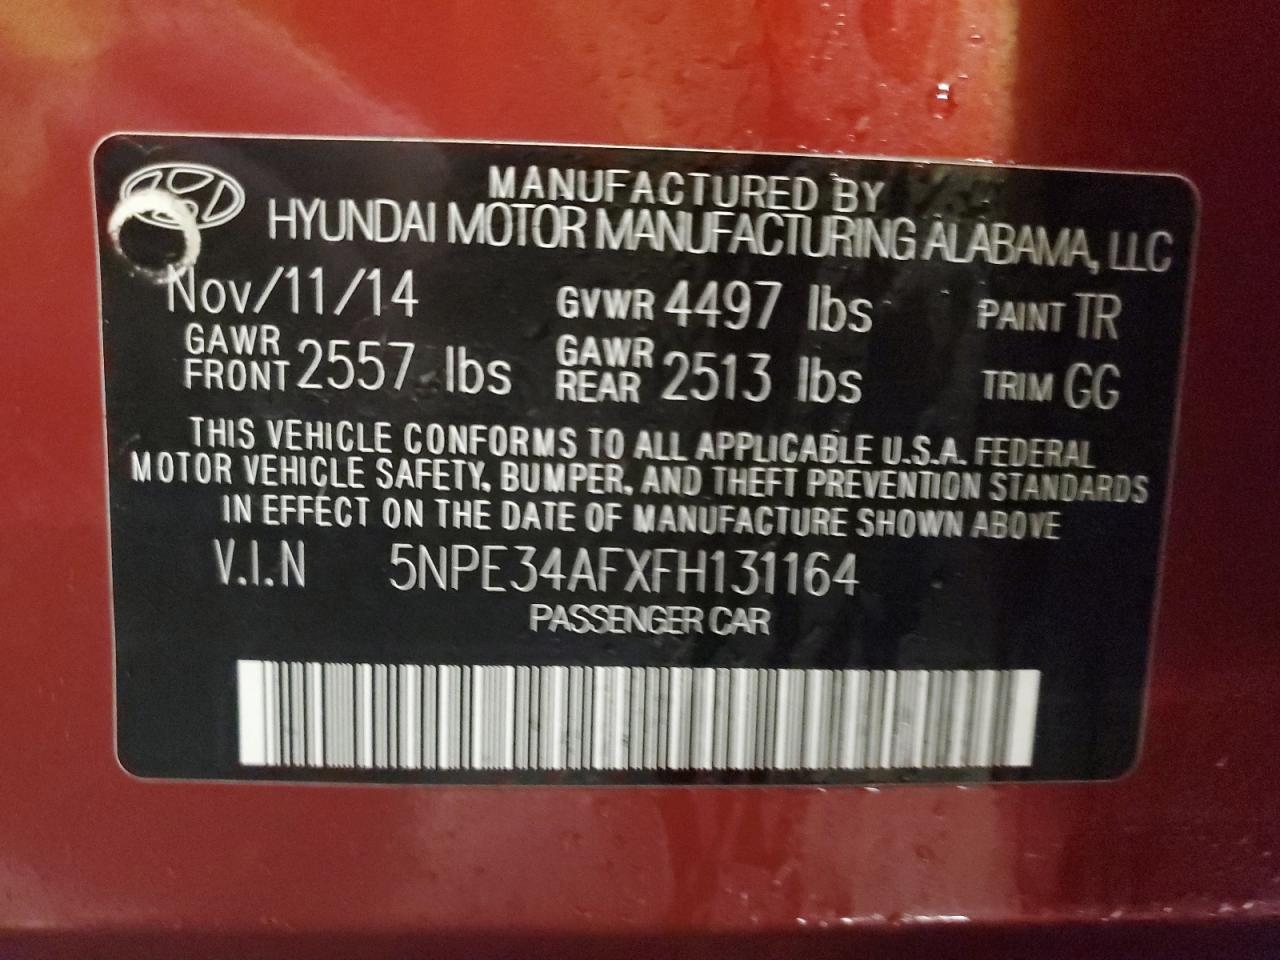 MANUFACTURED BY
HYUNDAI MOTOR MANUFACTURING ALABAMA, LLC
Nov/11/14 GVWR 4497 lbs PAINT TR
GAWR FRONT 2557 lbs GAWR REAR 2513 lbs TRIM GG
THIS VEHICLE CONFORMS TO ALL APPLICABLE U.S.A. FEDERAL
MOTOR VEHICLE SAFETY, BUMPER, AND THEFT PREVENTION STANDARDS
IN EFFECT ON THE DATE OF MANUFACTURE SHOWN ABOVE
V.I.N 5NPE34AFXFH131164
PASSENGER CAR